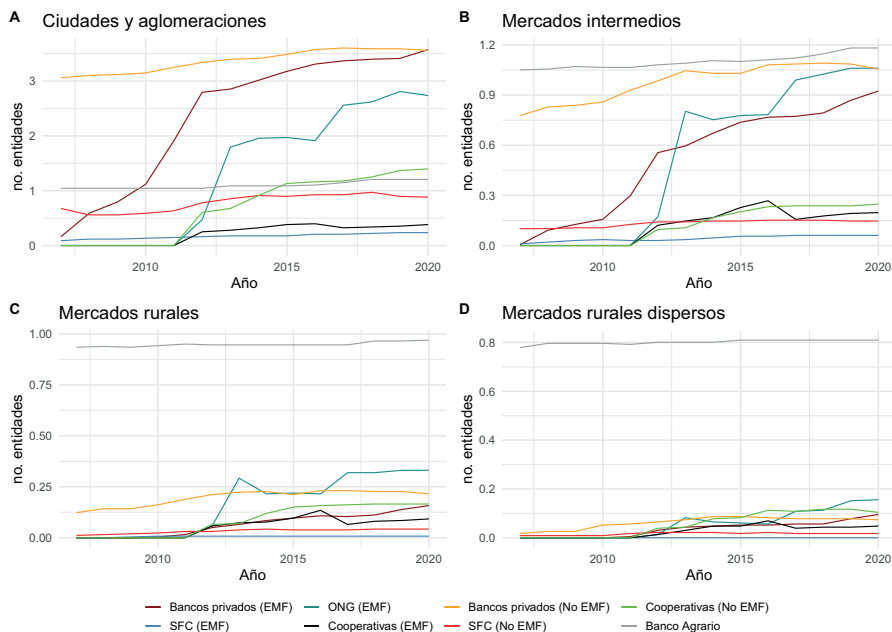 A Ciudades y aglomeraciones
no. entidades
3
2
1
0
2010 2015 2020
Año
B Mercados intermedios
no. entidades
1.2
0.9
0.6
0.3
0.0
2010 2015 2020
Año
C Mercados rurales
no. entidades
1.00
0.75
0.50
0.25
0.00
2010 2015 2020
Año
D Mercados rurales dispersos
no. entidades
0.8
0.6
0.4
0.2
0.0
2010 2015 2020
Año
Bancos privados (EMF) ONG (EMF) Bancos privados (No EMF) Cooperativas (No EMF)
SFC (EMF) Cooperativas (EMF) SFC (No EMF) Banco Agrario